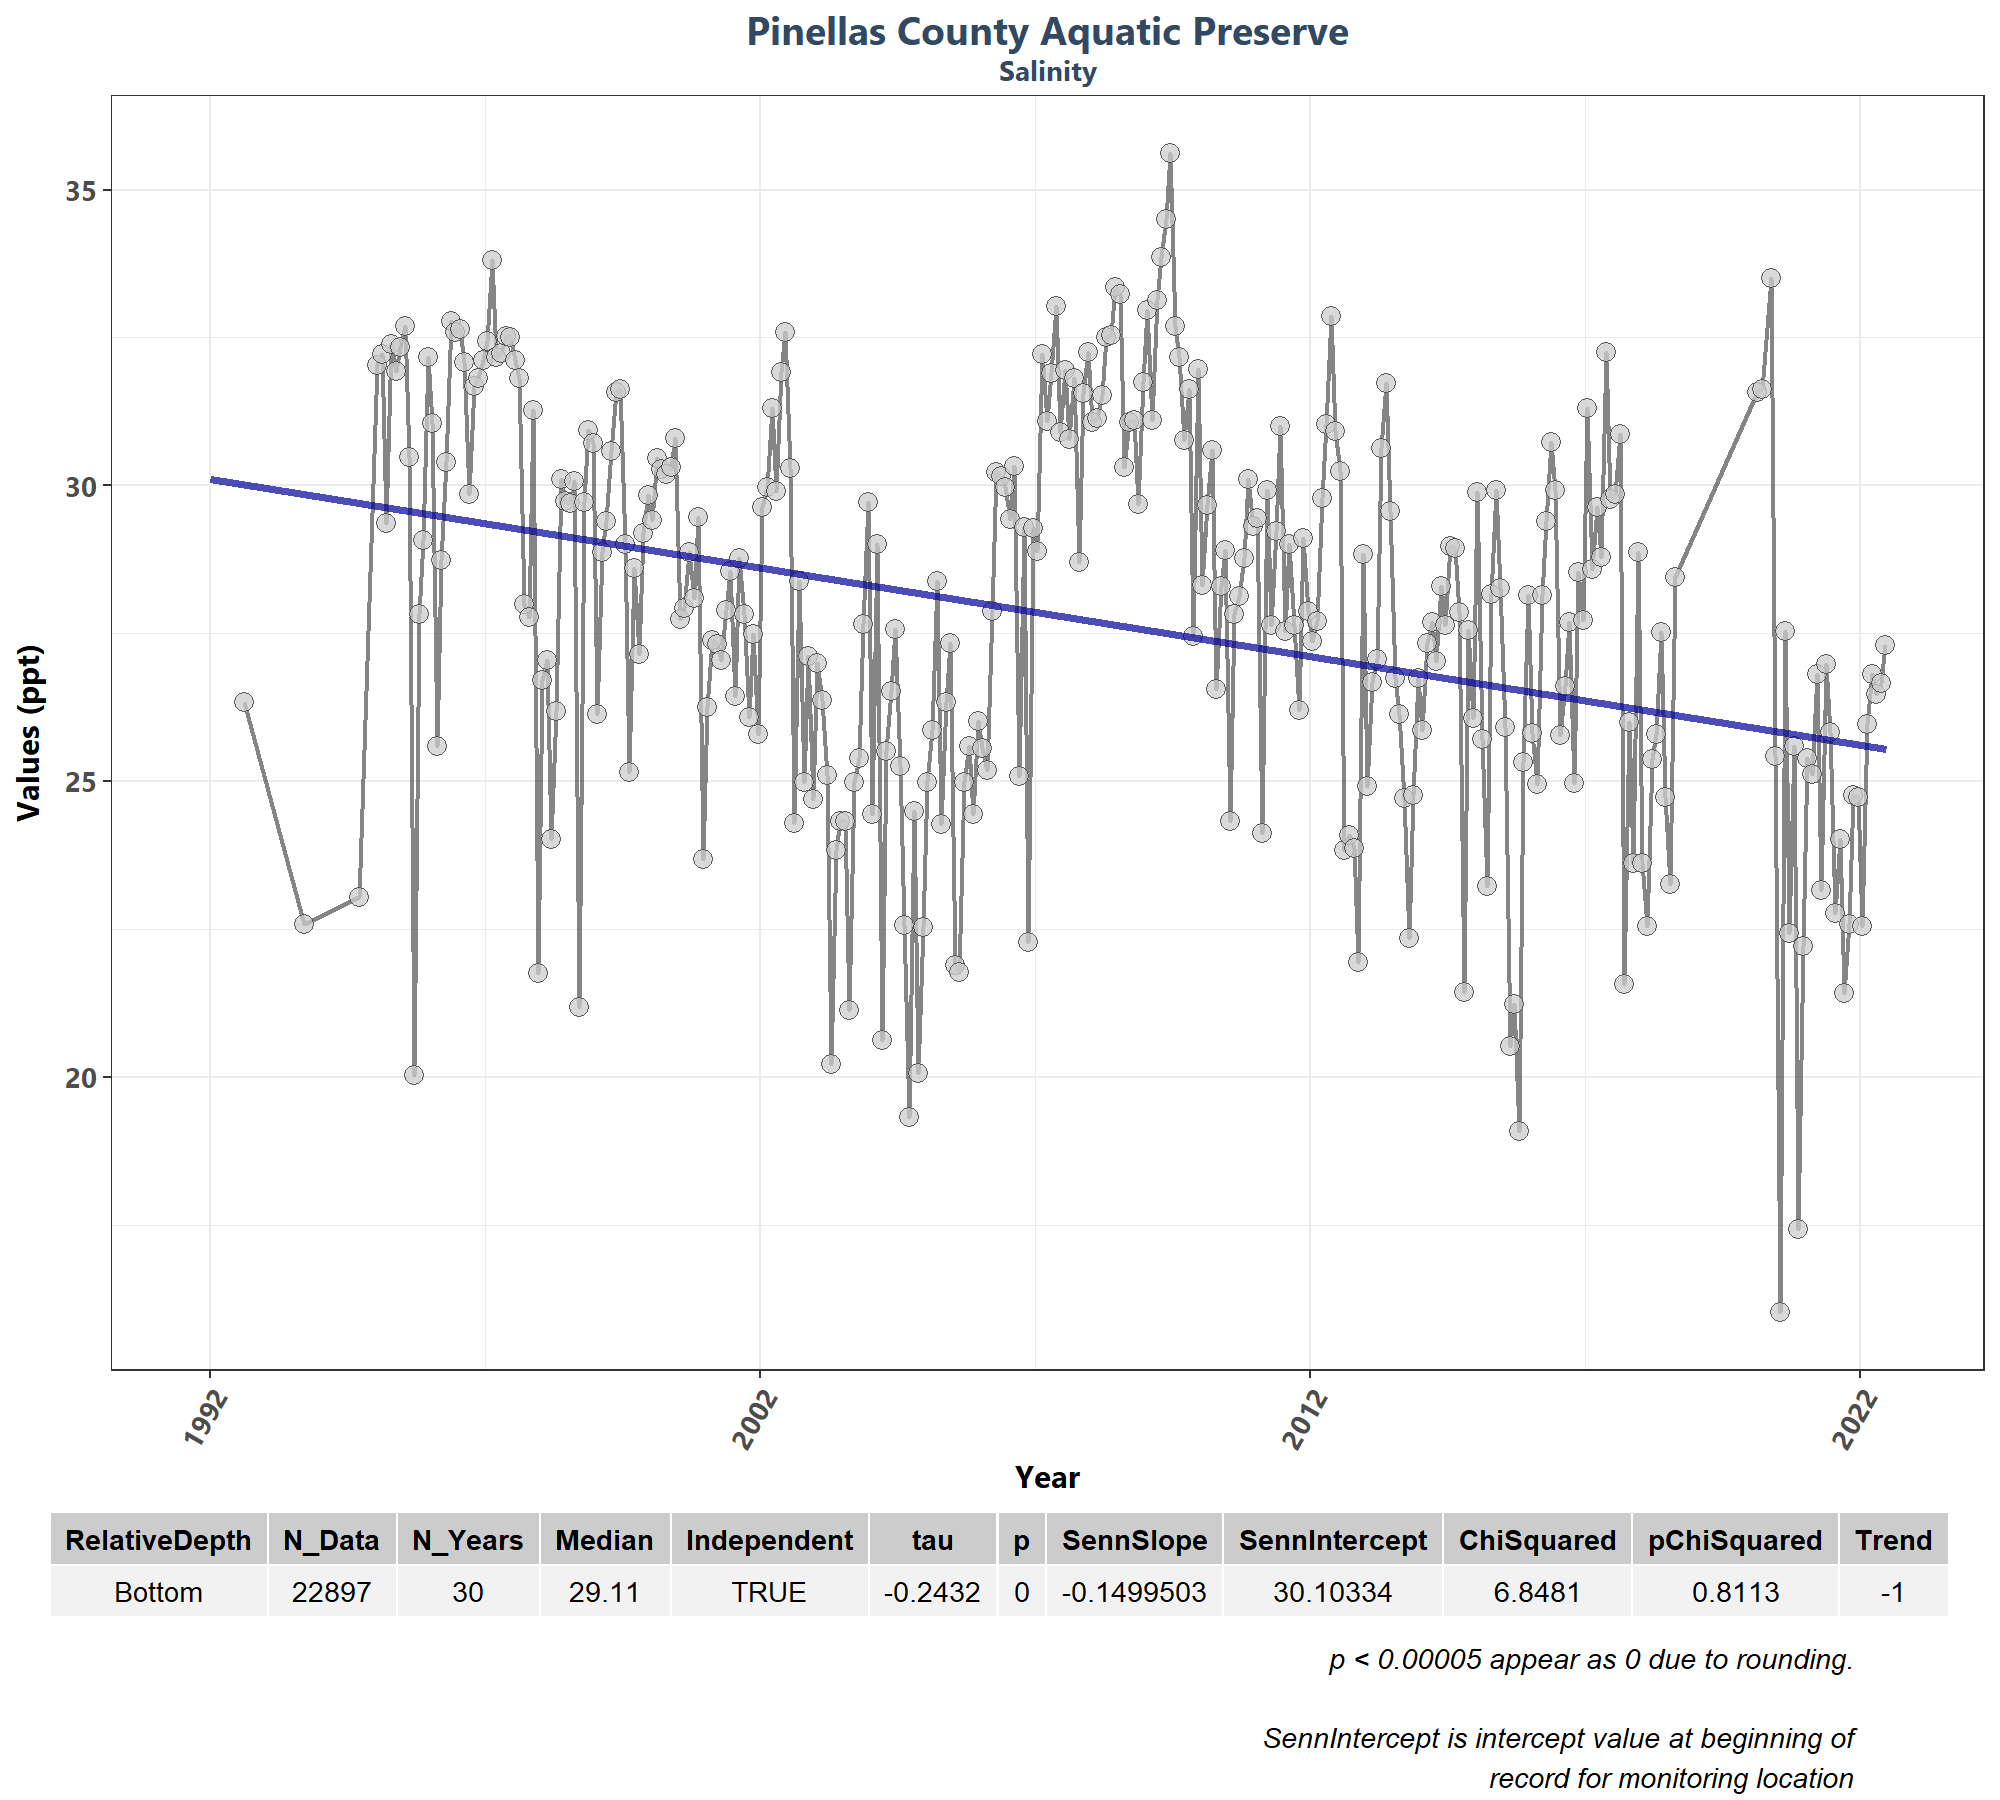 Pinellas County Aquatic Preserve
Salinity
Values (ppt)
35
30
25
20
1992
2002
2012
2022
Year
RelativeDepth N_Data N_Years Median Independent tau p SennSlope SennIntercept ChiSquared pChiSquared Trend
Bottom 22897 30 29.11 TRUE -0.2432 0 -0.1499503 30.10334 6.8481 0.8113 -1
p < 0.00005 appear as 0 due to rounding.
SennIntercept is intercept value at beginning of
record for monitoring location